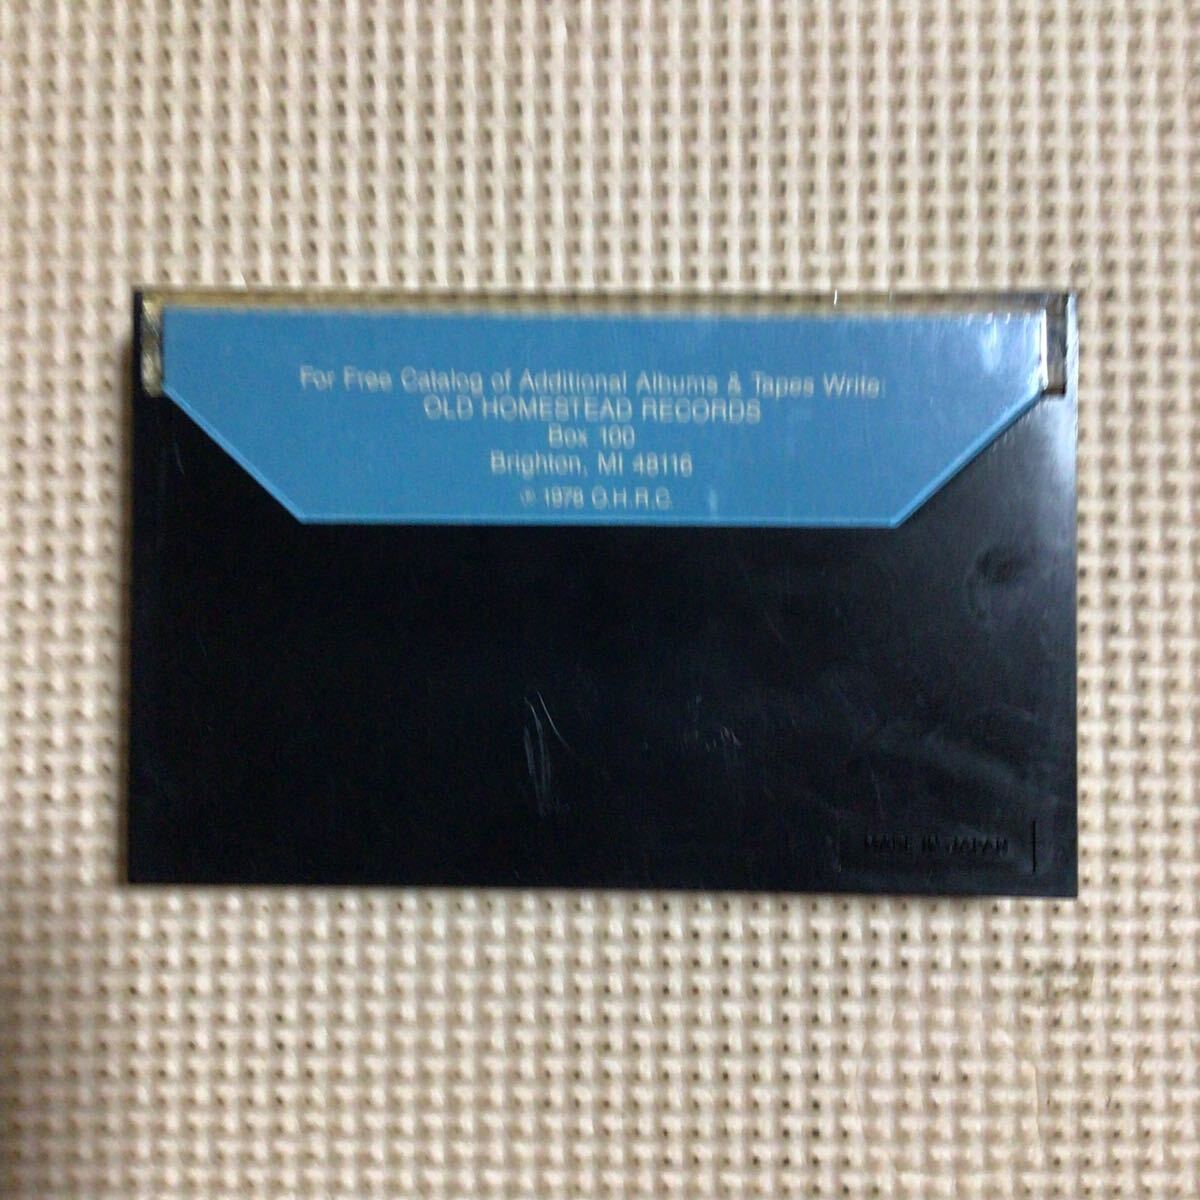 For Free Catalog of Additional Albums & Tapes Write:
OLD HOMESTEAD RECORDS
Box 100
Brighton, MI 48116
℗ 1978 O.H.R.C.
MADE IN JAPAN